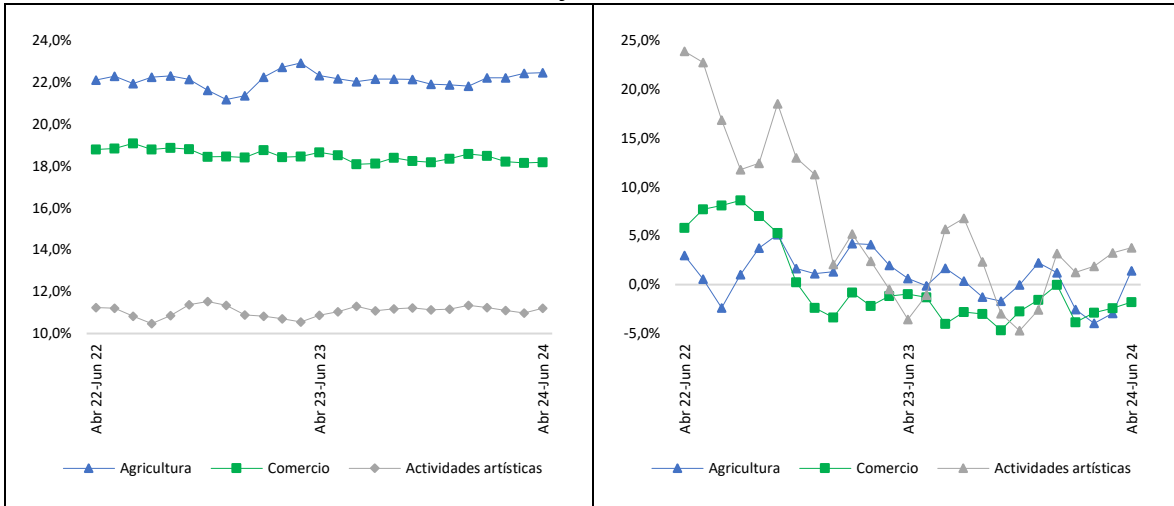 24,0%
22,0%
20,0%
18,0%
16,0%
14,0%
12,0%
10,0%
Abr 22-Jun 22
Abr 23-Jun 23
Abr 24-Jun 24
Agricultura Comercio Actividades artísticas
25,0%
20,0%
15,0%
10,0%
5,0%
0,0%
-5,0%
Abr 22-Jun 22
Abr 23-Jun 23
Abr 24-Jun 24
Agricultura Comercio Actividades artísticas